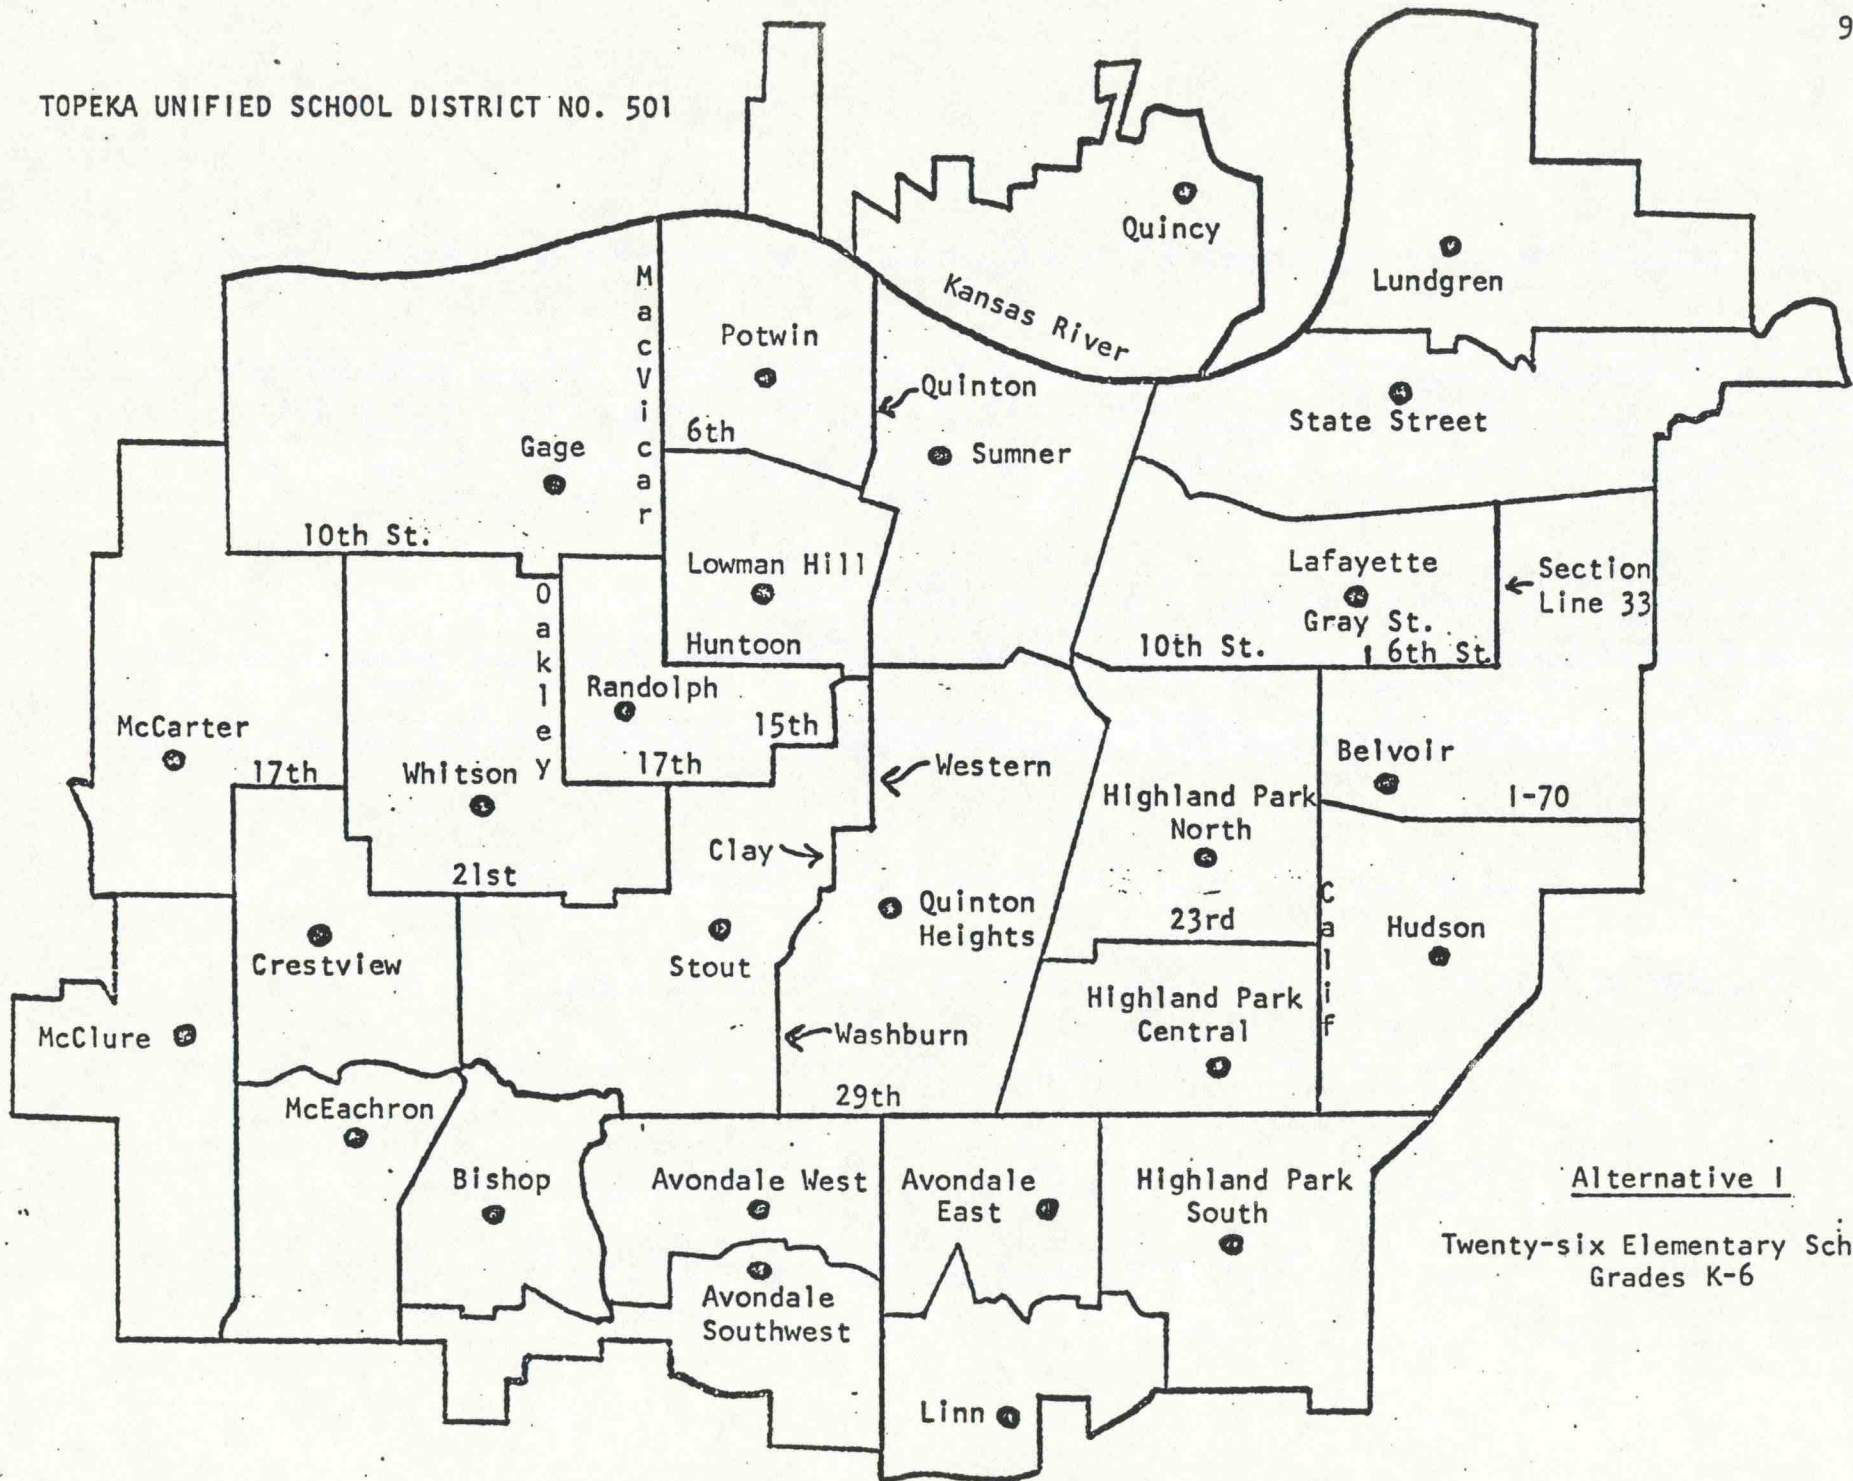 9
TOPEKA UNIFIED SCHOOL DISTRICT NO. 501
Quincy
Lundgren
MacVicar
Kansas River
Potwin
Quinton
State Street
6th
Gage
Sumner
10th St.
Lowman Hill
Lafayette
Section
Line 33
Oakley
Gray St.
Huntoon
10th St.
6th St.
Randolph
McCarter
15th
Belvoir
17th
Whitson
17th
Western
Highland Park
North
I-70
Clay
21st
Calif
Quinton
Heights
23rd
Hudson
Crestview
Stout
Highland Park
Central
McClure
Washburn
29th
McEachron
Bishop
Avondale West
Avondale
East
Highland Park
South
Alternative I
Twenty-six Elementary Sch
Grades K-6
Avondale
Southwest
Linn